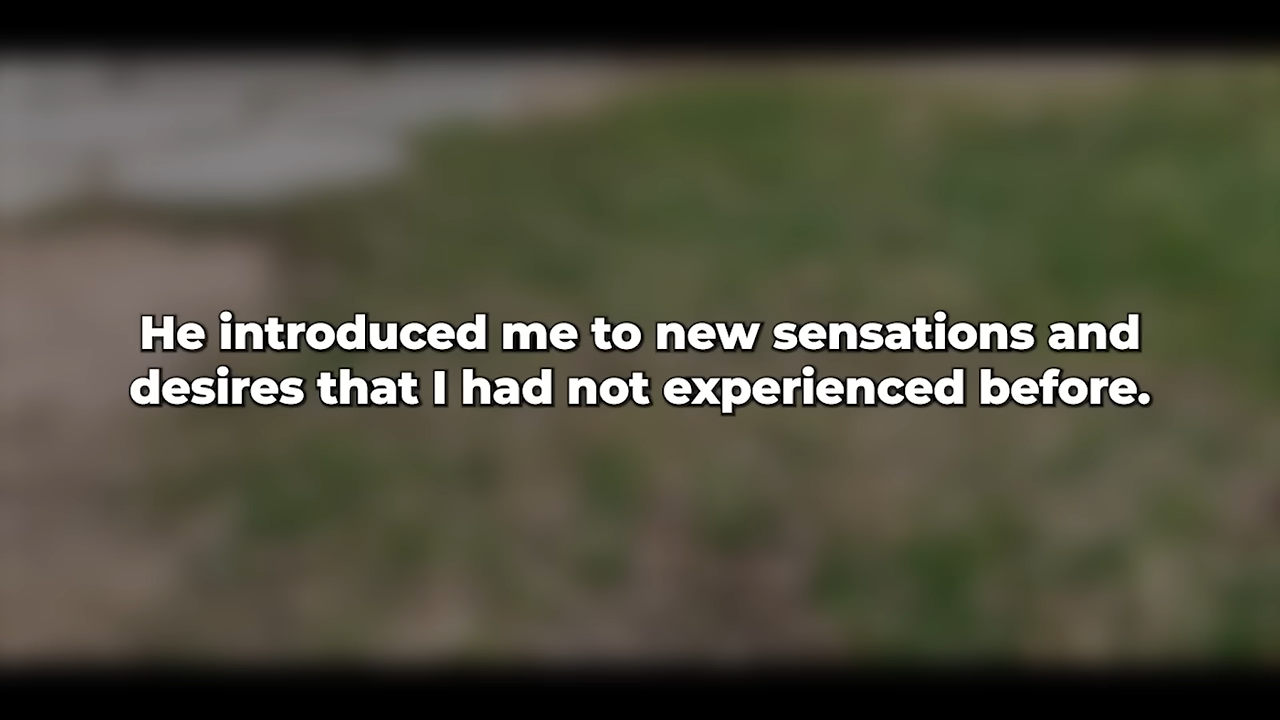 He introduced me to new sensations and
desires that I had not experienced before.